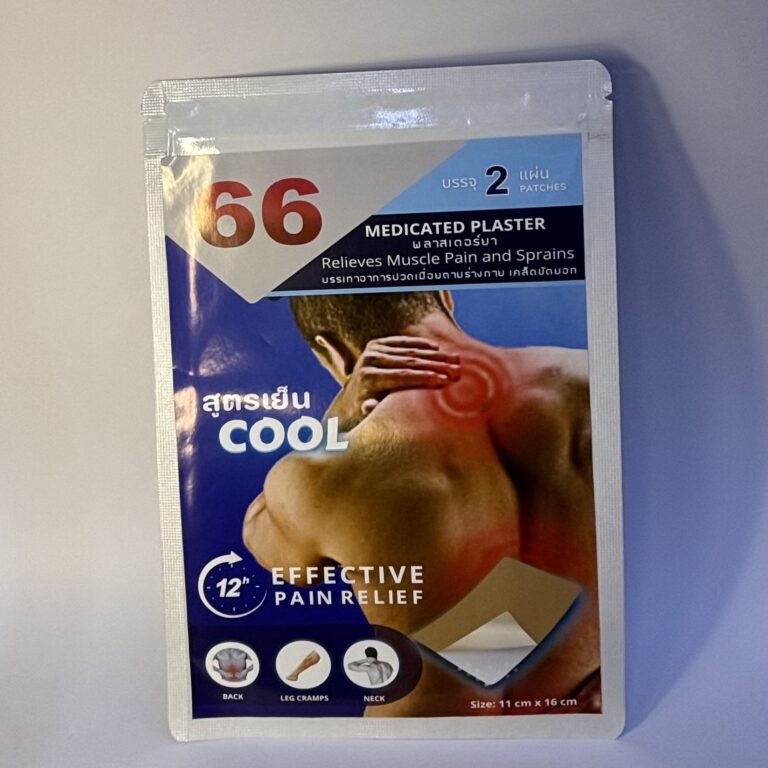 66
บรรจุ 2 แผ่น
PATCHES
MEDICATED PLASTER
พลาสเตอร์ยา
Relieves Muscle Pain and Sprains
บรรเทาอาการปวดเมื่อยตามร่างกาย เคล็ดขัดยอก
สูตรเย็น
COOL
12h
EFFECTIVE
PAIN RELIEF
BACK
LEG CRAMPS
NECK
Size: 11 cm x 16 cm